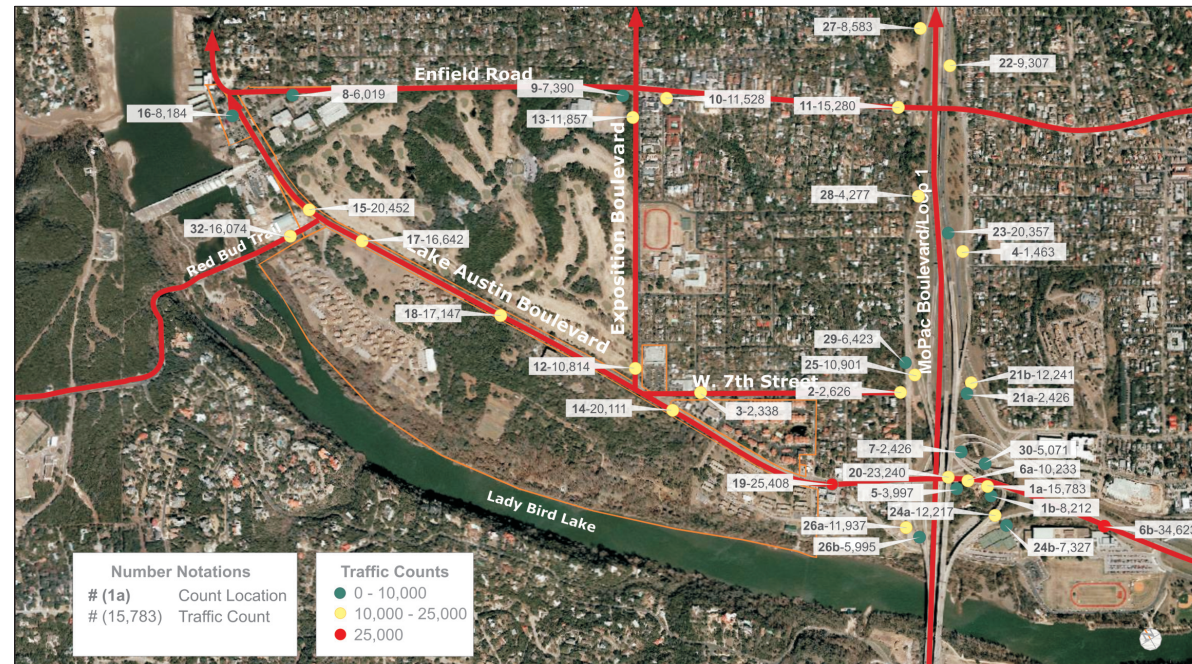 27-8,583
22-9,307
Enfield Road
8-6,019
9-7,390
10-11,528
11-15,280
16-8,184
13-11,857
Exposition Boulevard
MoPac Boulevard/Loop 1
28-4,277
15-20,452
32-16,074
Red Bud Trail
17-16,642
Lake Austin Boulevard
23-20,357
4-1,463
18-17,147
29-6,423
12-10,814
25-10,901
W. 7th Street
21b-12,241
2-2,626
21a-2,426
3-2,338
14-20,111
7-2,426
30-5,071
20-23,240
6a-10,233
19-25,408
5-3,997
1a-15,783
1b-8,212
24a-12,217
Lady Bird Lake
26a-11,937
6b-34,623
26b-5,995
24b-7,327
Number Notations
# (1a) Count Location
# (15,783) Traffic Count
Traffic Counts
0 - 10,000
10,000 - 25,000
25,000